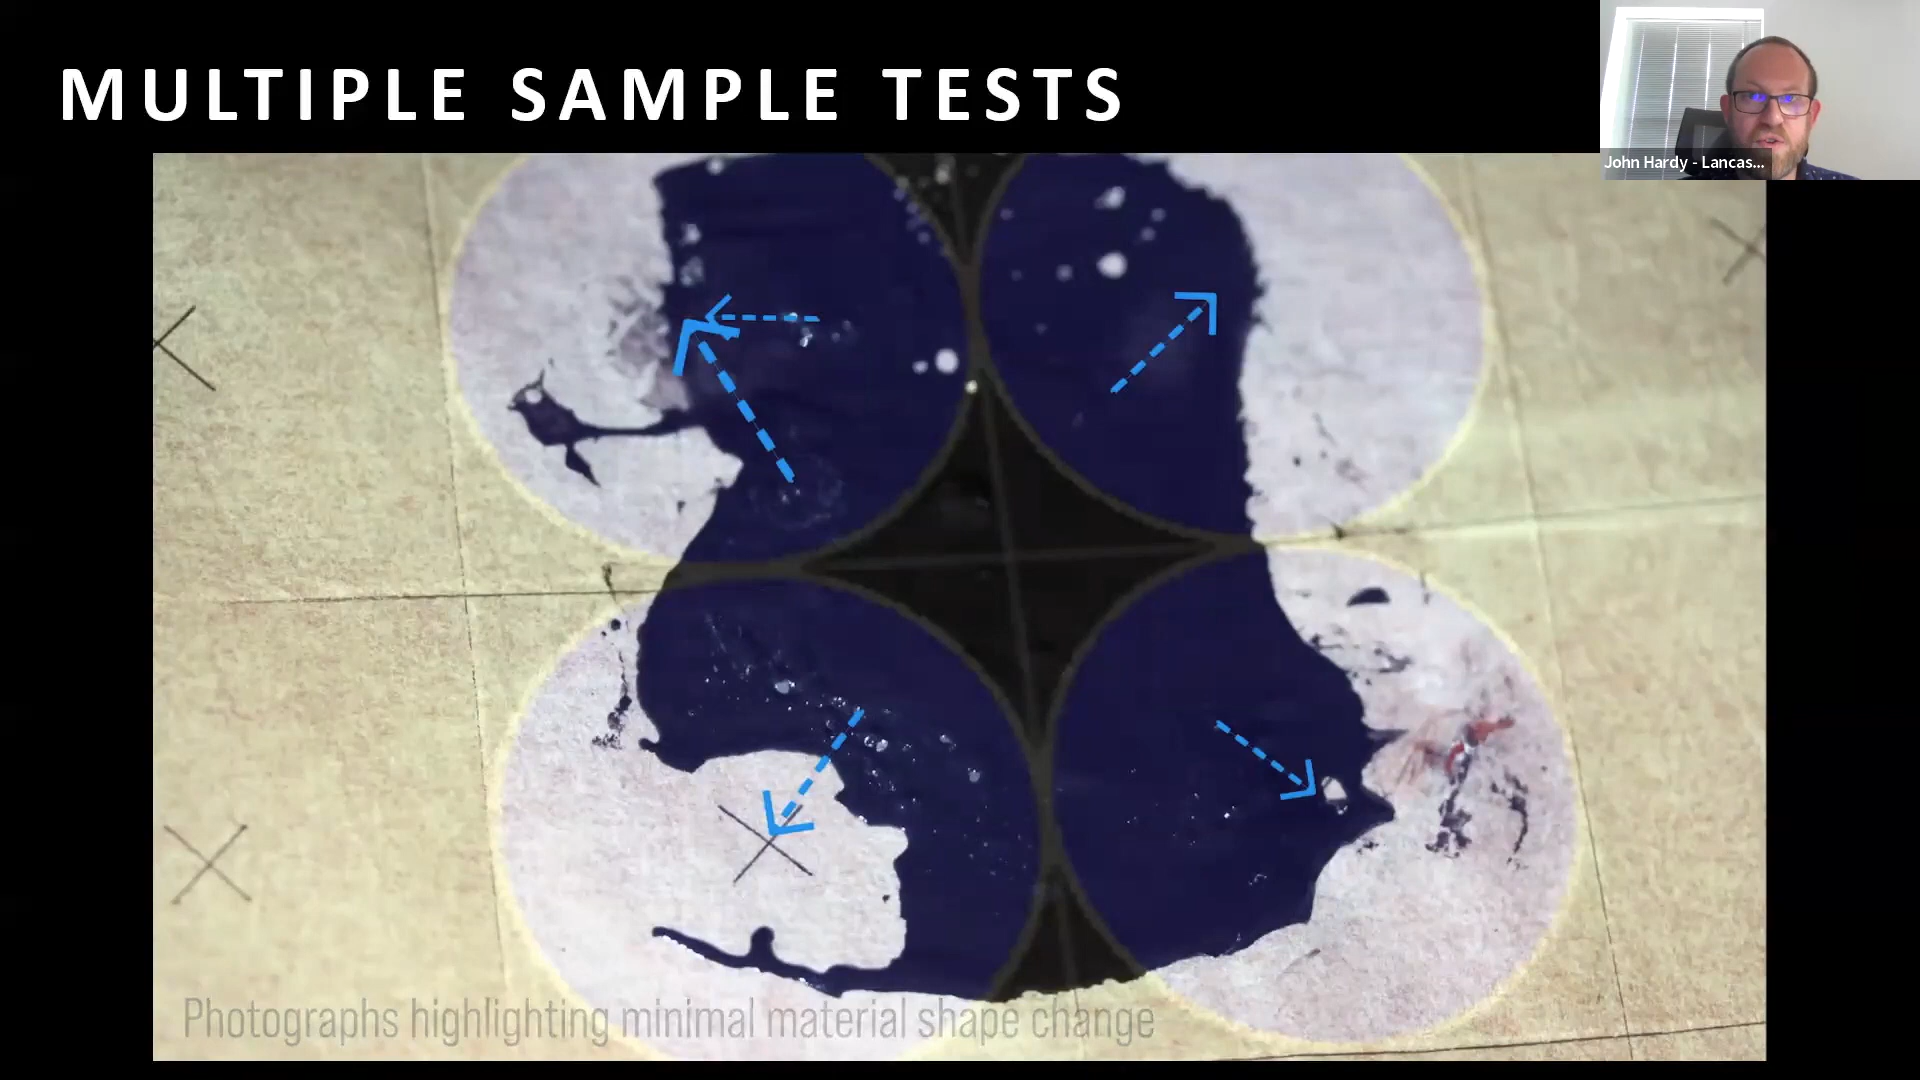 MULTIPLE SAMPLE TESTS
John Hardy - Lancas...
Photographs highlighting minimal material shape change